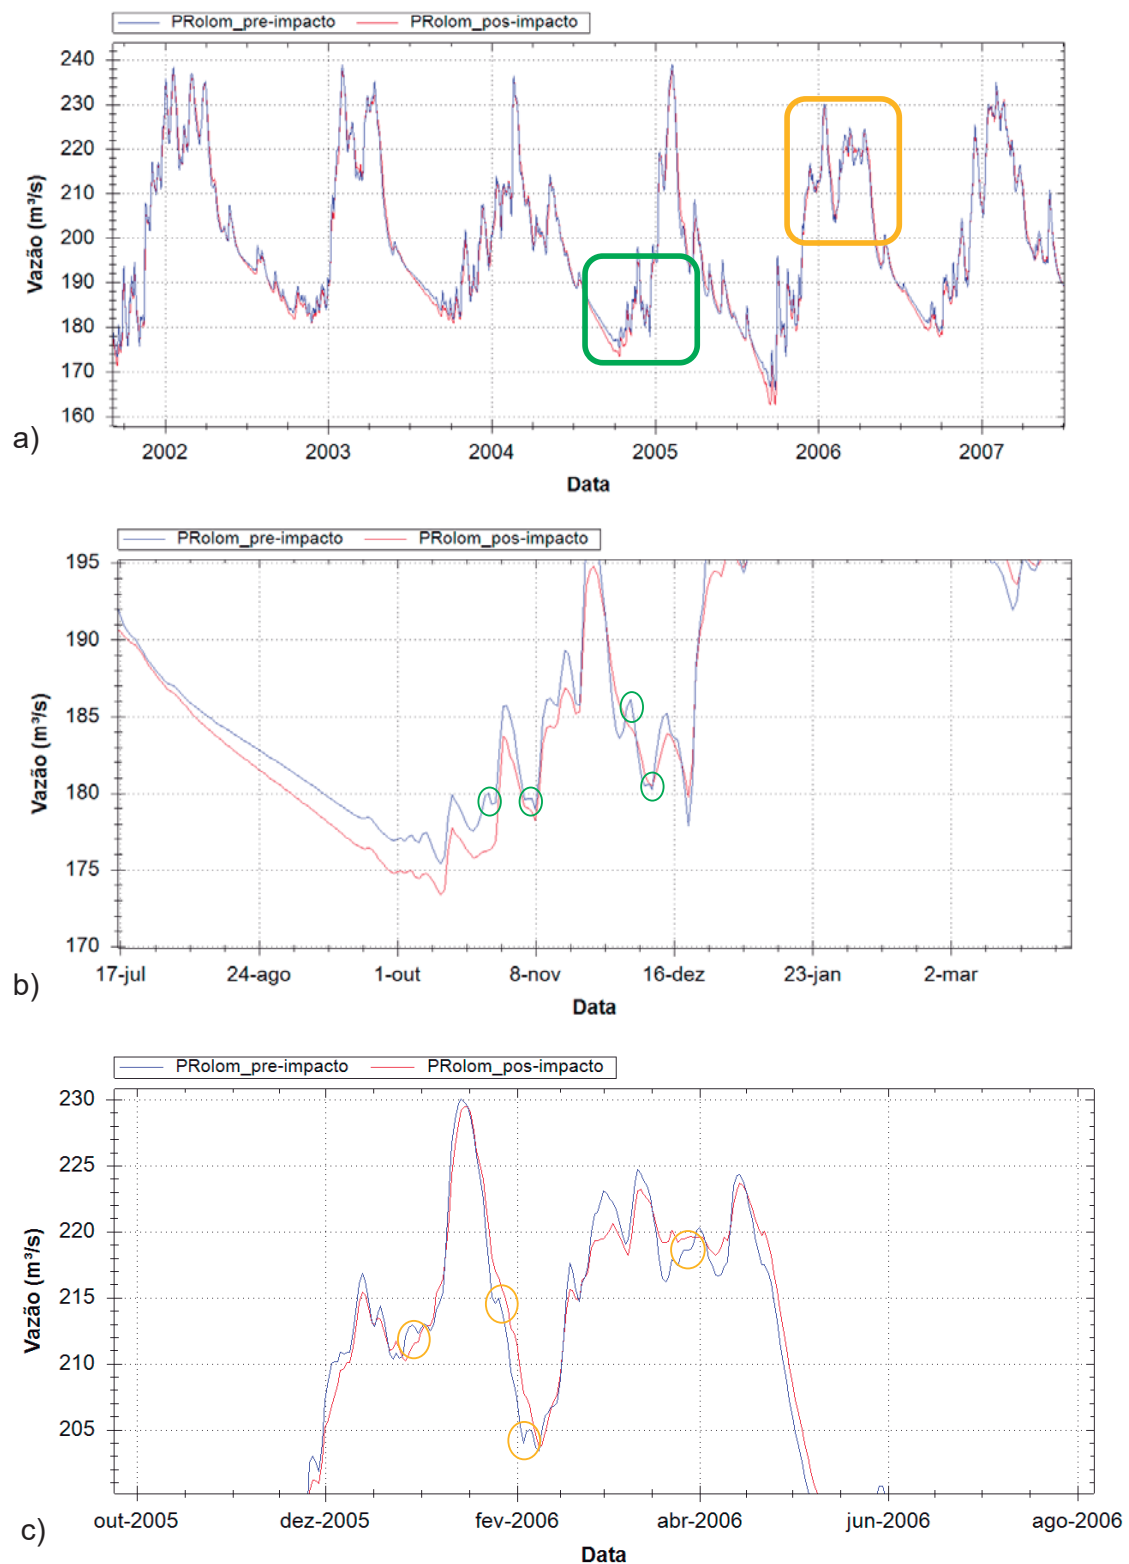 PRolom_pre-impacto PRolom_pos-impacto
240
230
220
210
200
190
180
170
160
Vazão (m³/s)
2002 2003 2004 2005 2006 2007
Data
a)
PRolom_pre-impacto PRolom_pos-impacto
195
190
185
180
175
170
Vazão (m³/s)
17-jul 24-ago 1-out 8-nov 16-dez 23-jan 2-mar
Data
b)
PRolom_pre-impacto PRolom_pos-impacto
230
225
220
215
210
205
Vazão (m³/s)
out-2005 dez-2005 fev-2006 abr-2006 jun-2006 ago-2006
Data
c)